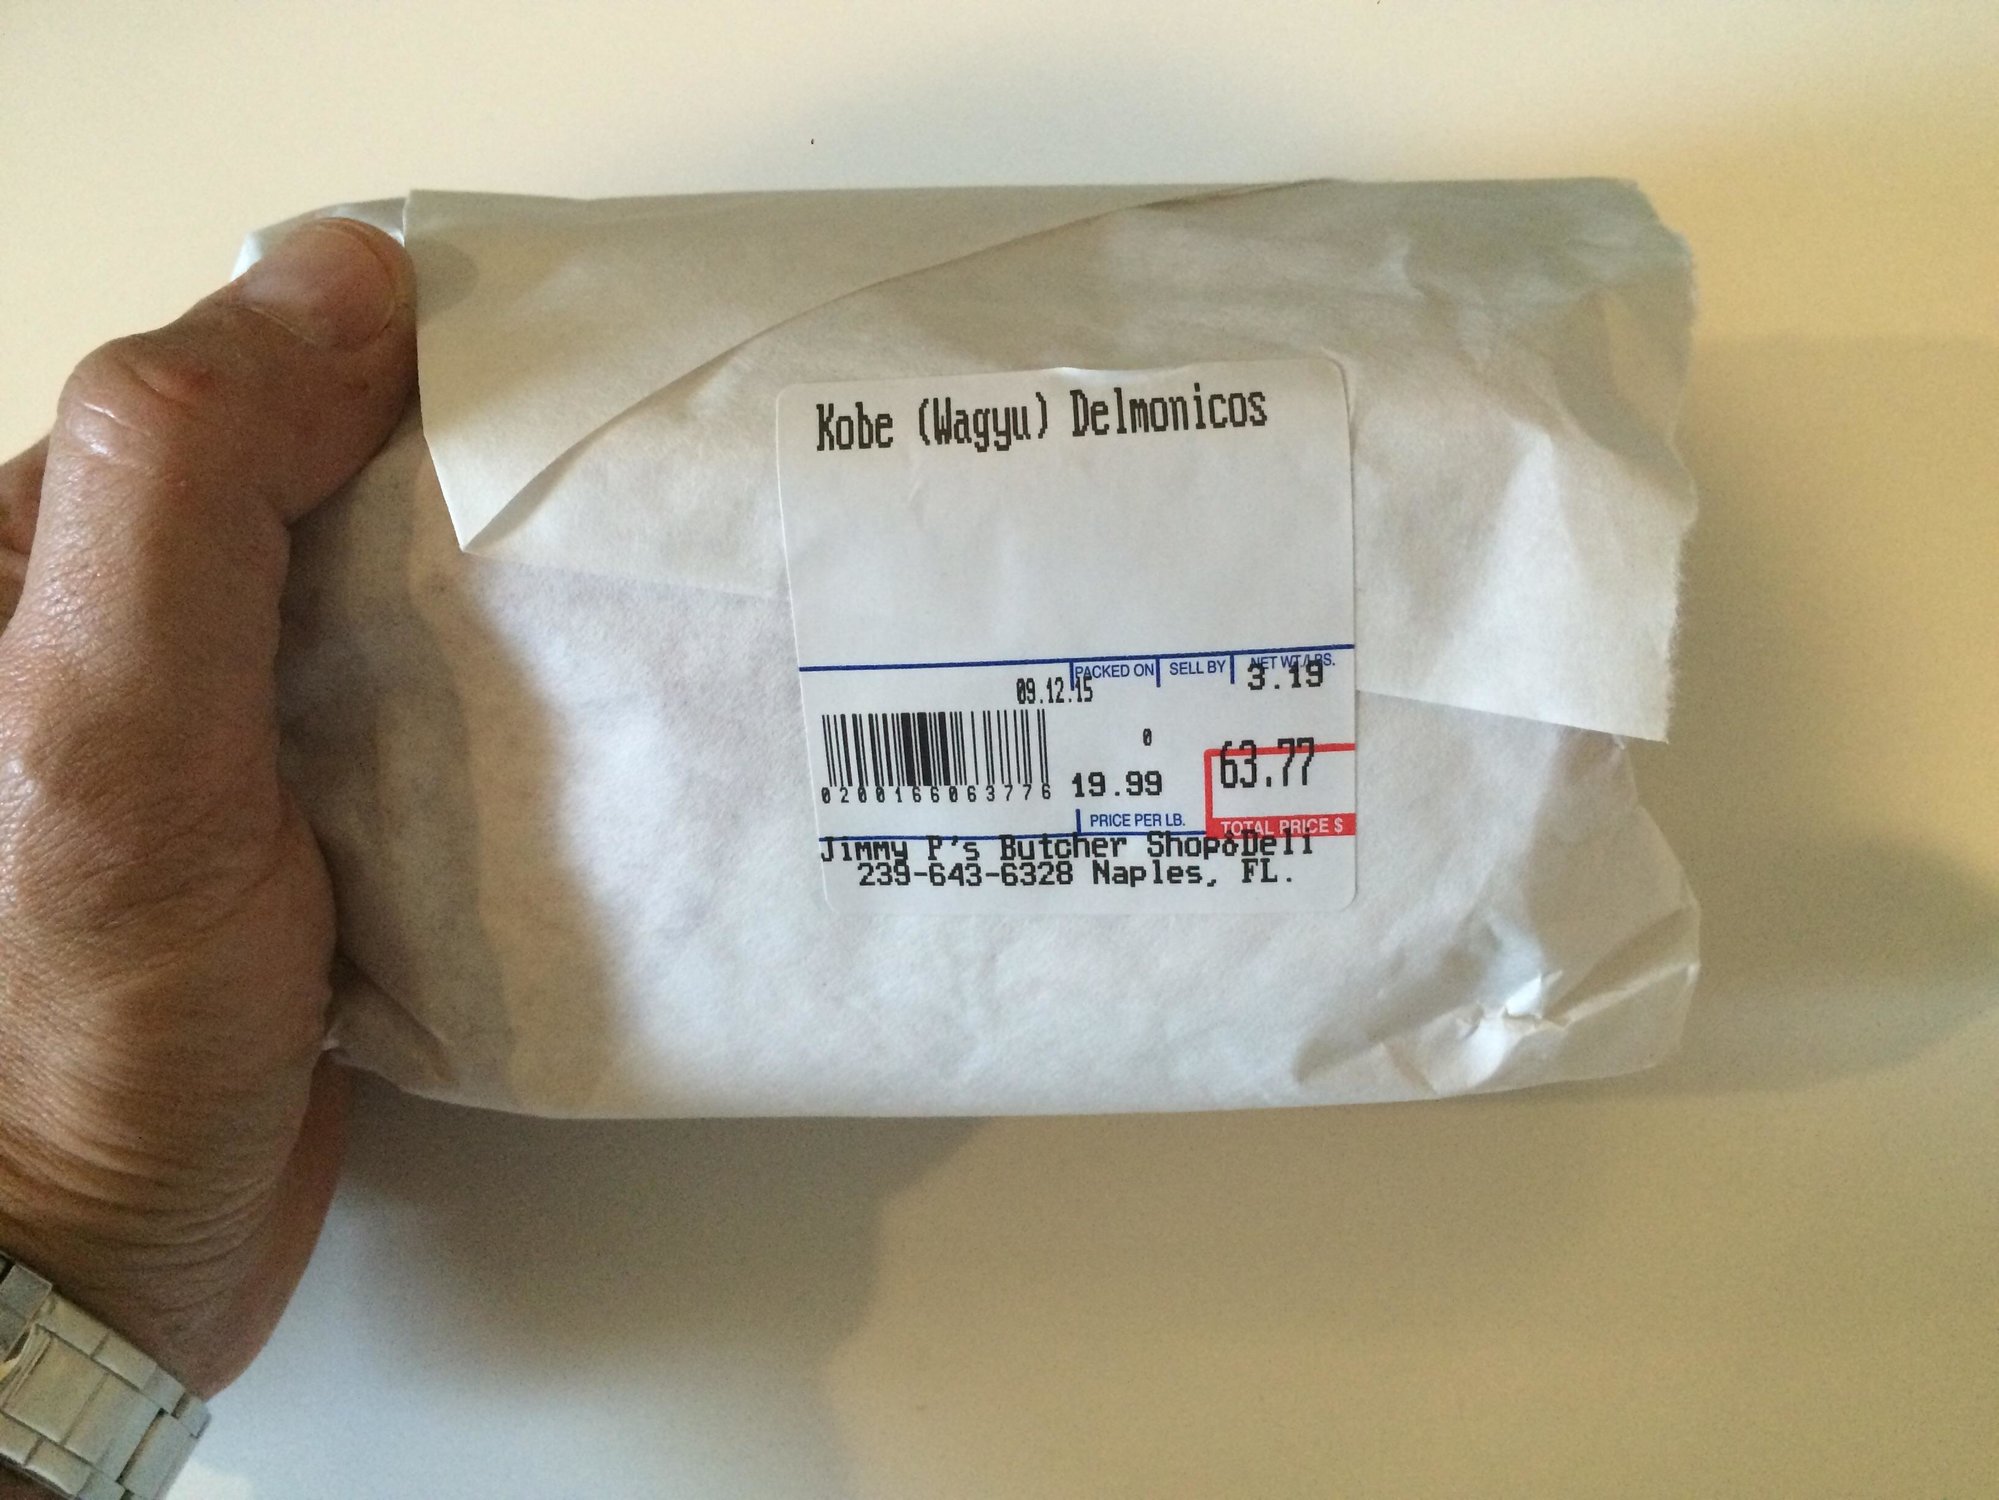 Kobe (Wagyu) Delmonicos
PACKED ON SELL BY NET WT/LBS.
09.12.15 3.19
0
19.99 63.77
0200166063776
PRICE PER LB. TOTAL PRICE $
Jimmy P's Butcher Shop&Deli
239-643-6328 Naples, FL.